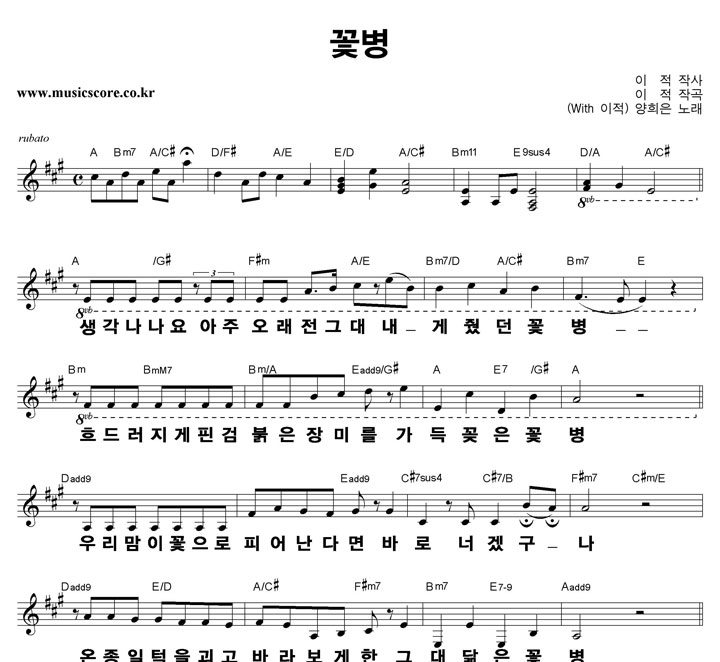 꽃병
이 적 작사
www.musicscore.co.kr
이 적 작곡
(With 이적) 양희은 노래
rubato
A Bm7 A/C# D/F# A/E E/D A/C# Bm11 E9sus4 D/A A/C#
8vb
A /G# F#m A/E Bm7/D A/C# Bm7 E
3
8vb
생각나나요 아주 오래전그대 내_ 게 줬던꽃 병_ _
Bm BmM7 Bm/A Eadd9/G# A E7 /G# A
8vb
흐드러지게핀검 붉은장미를 가득꽂은꽃 병
Dadd9 Eadd9 C#7sus4 C#7/B F#m7 C#m/E
우리맘이꽃으로 피어난다면바 로 너겠구_ 나
Dadd9 E/D A/C# F#m7 Bm7 E7-9 Aadd9
온종일턱을괴고 바라보게한그 대닮은꽃 병